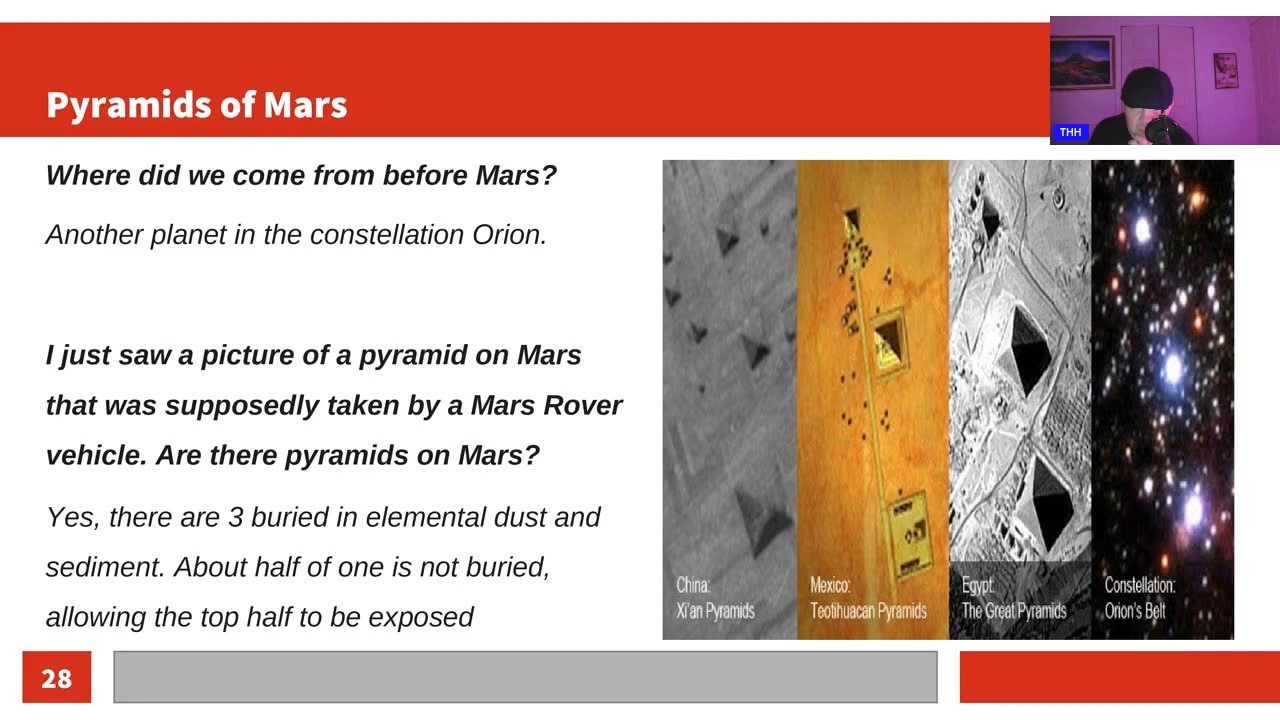 Pyramids of Mars
THH
Where did we come from before Mars?
Another planet in the constellation Orion.
I just saw a picture of a pyramid on Mars
that was supposedly taken by a Mars Rover
vehicle. Are there pyramids on Mars?
Yes, there are 3 buried in elemental dust and
sediment. About half of one is not buried,
allowing the top half to be exposed
China:
Xi'an Pyramids
Mexico:
Teotihuacan Pyramids
Egypt:
The Great Pyramids
Constellation:
Orion's Belt
28